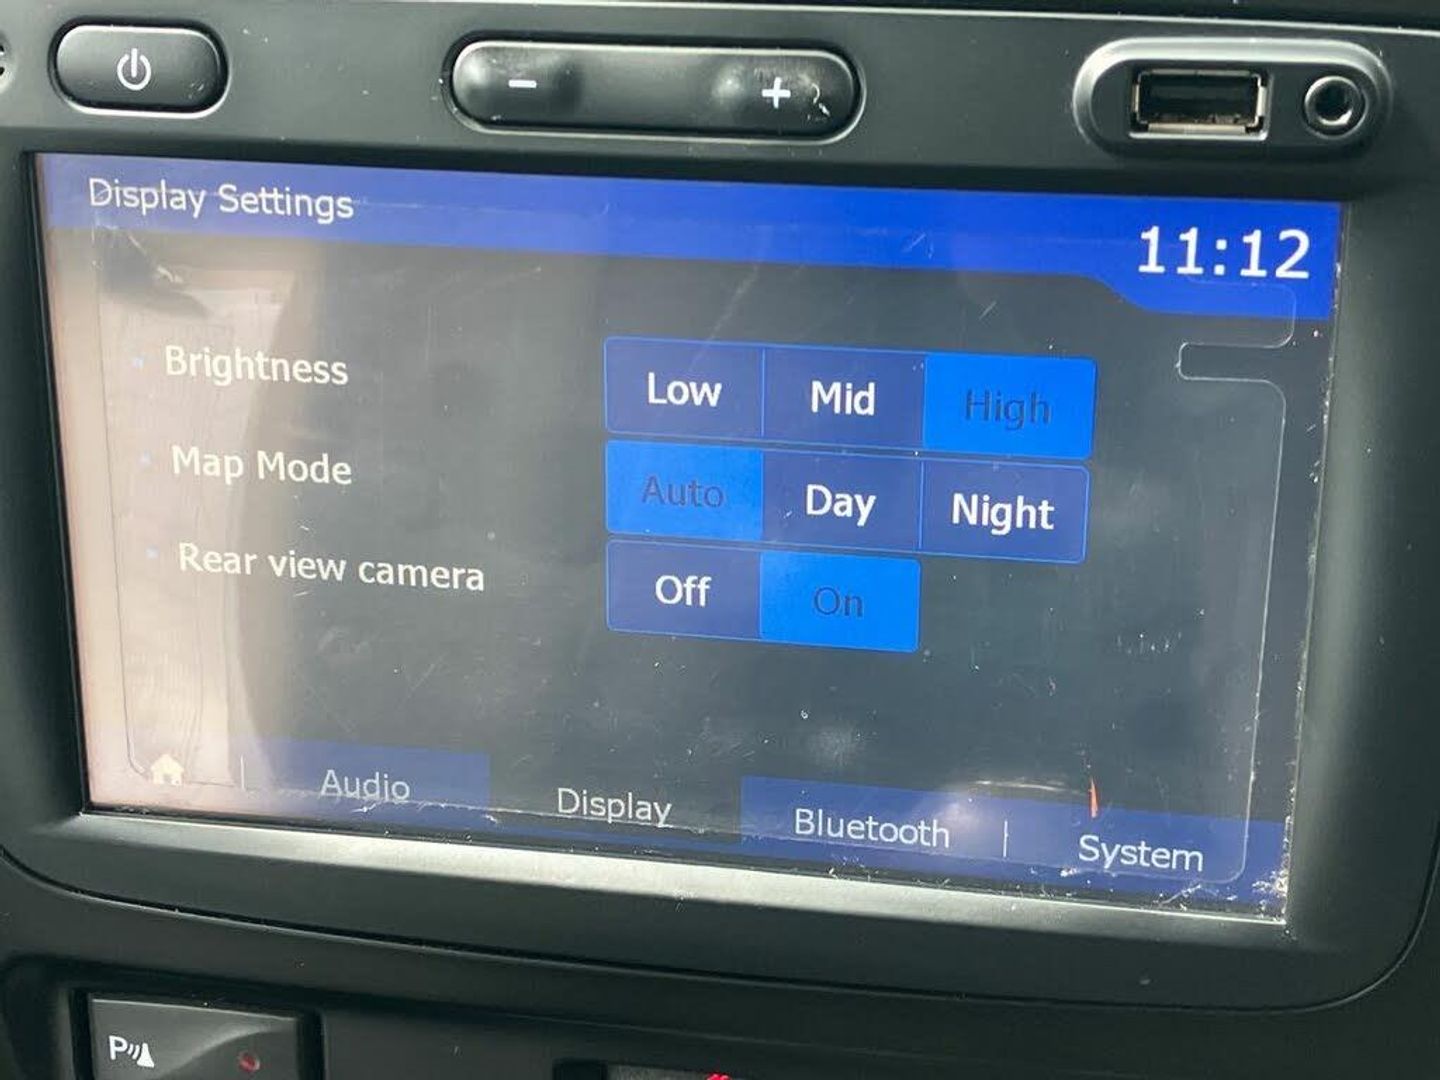 Display Settings
11:12
Brightness Low Mid High
Map Mode Auto Day Night
Rear view camera Off On
Audio Display Bluetooth System
P